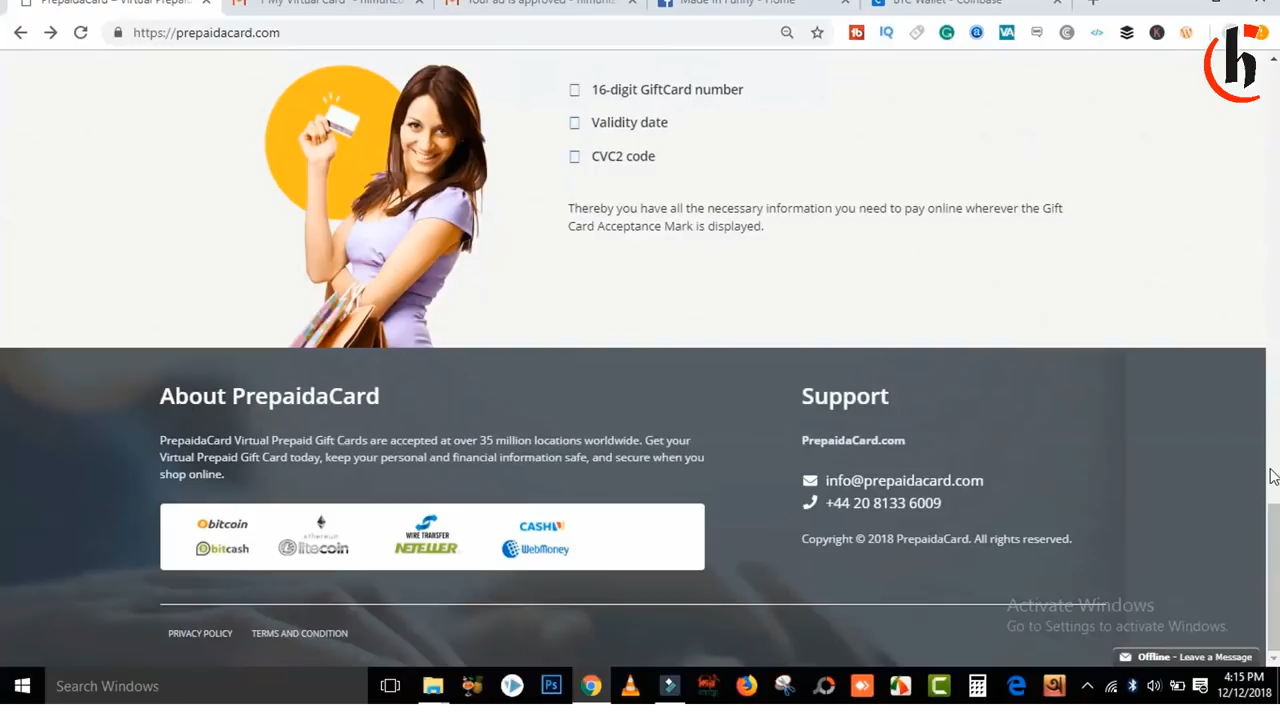 https://prepaidacard.com
16-digit GiftCard number
Validity date
CVC2 code
Thereby you have all the necessary information you need to pay online wherever the Gift
Card Acceptance Mark is displayed.
About PrepaidaCard
PrepaidaCard Virtual Prepaid Gift Cards are accepted at over 35 million locations worldwide. Get your
Virtual Prepaid Gift Card today, keep your personal and financial information safe, and secure when you
shop online.
bitcoin
ethereum
WIRE TRANSFER
CASHU
bitcash
litecoin
NETELLER
WebMoney
Support
PrepaidaCard.com
info@prepaidacard.com
+44 20 8133 6009
Copyright © 2018 PrepaidaCard. All rights reserved.
PRIVACY POLICY
TERMS AND CONDITION
Activate Windows
Go to Settings to activate Windows.
Offline - Leave a Message
Search Windows
4:15 PM
12/12/2018